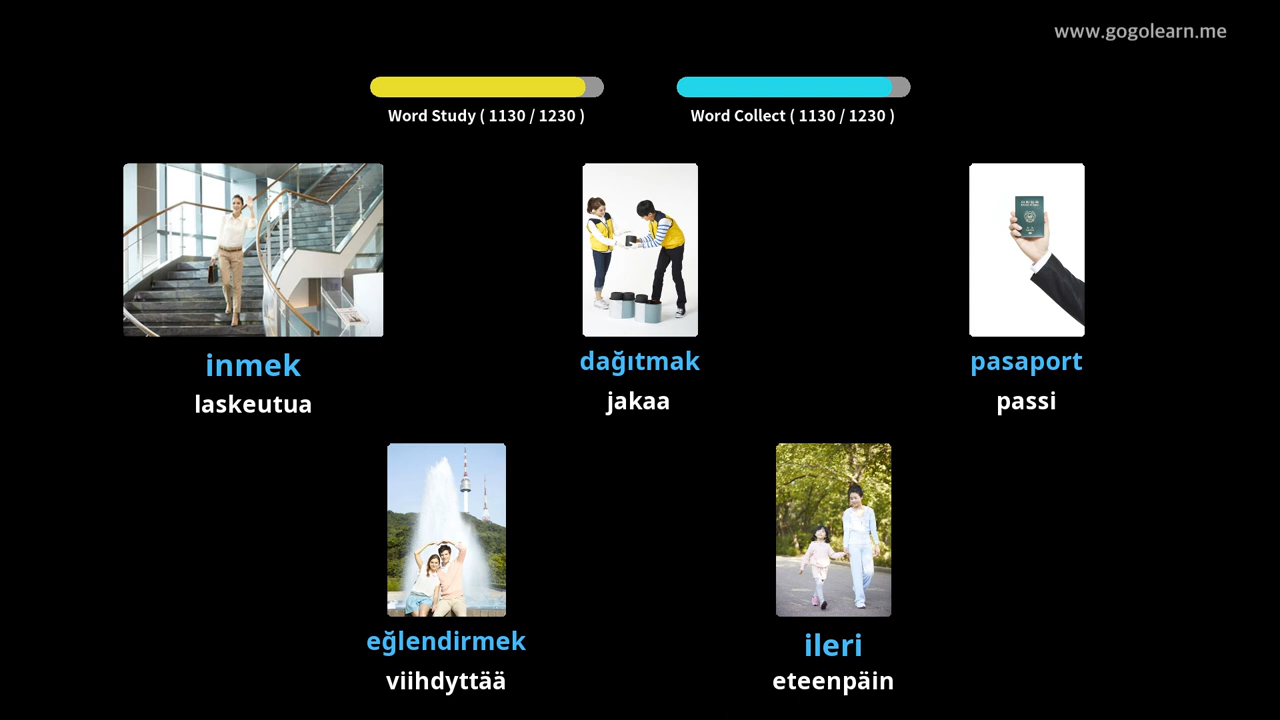 www.gogolearn.me
Word Study ( 1130 / 1230 )
Word Collect ( 1130 / 1230 )
inmek
laskeutua
dağıtmak
jakaa
pasaport
passi
eğlendirmek
viihdyttää
ileri
eteenpäin